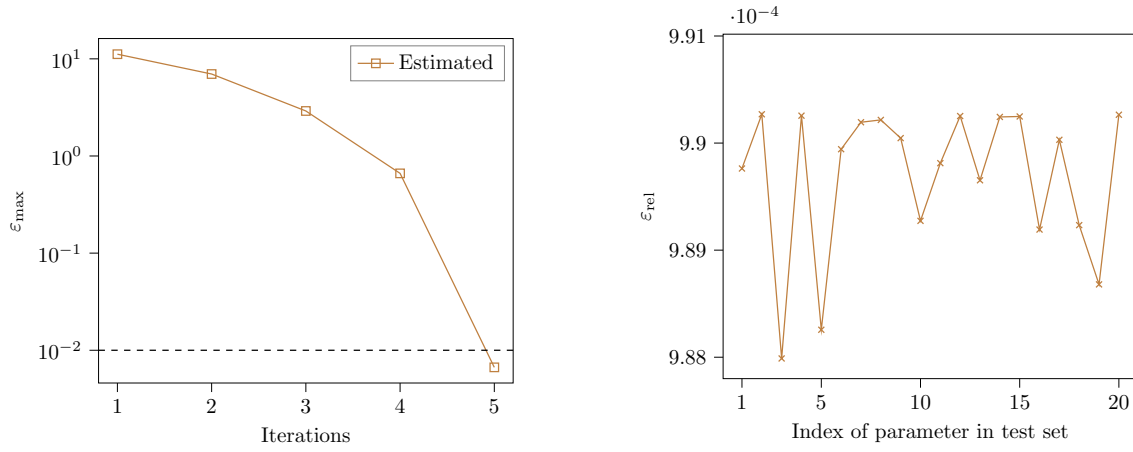 10^1
10^0
10^−1
10^−2
ε_max
Estimated
1 2 3 4 5
Iterations
·10^−4
9.91
9.9
9.89
9.88
ε_rel
1 5 10 15 20
Index of parameter in test set